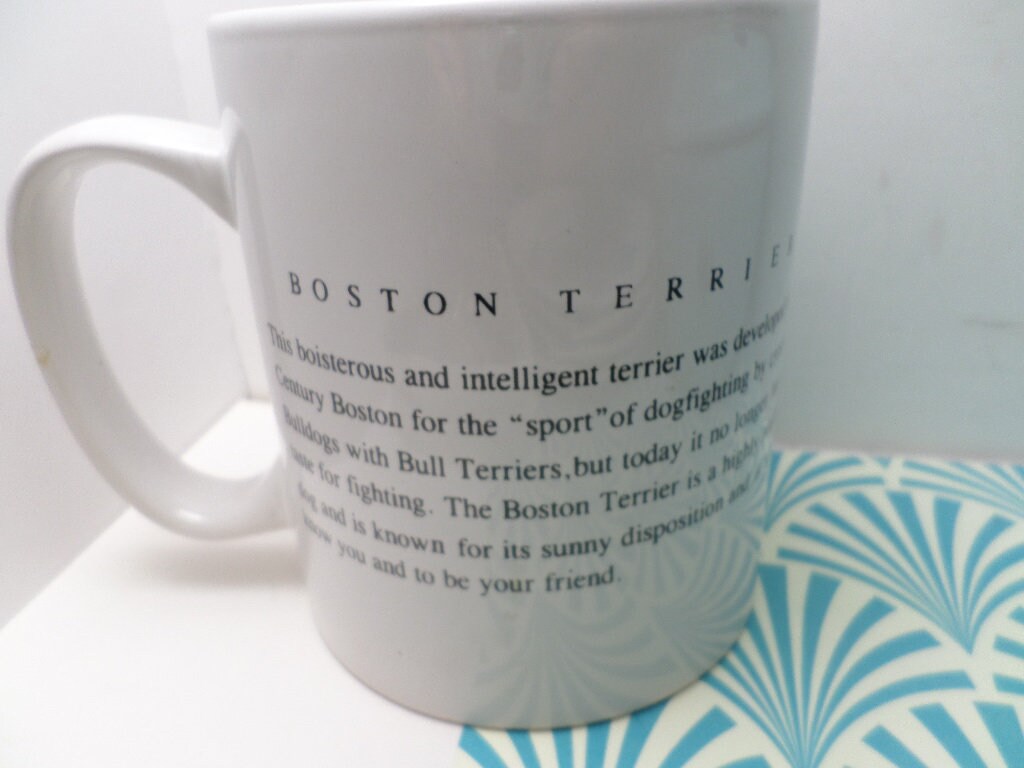 BOSTON TERRIER
This boisterous and intelligent terrier was developed
Century Boston for the “sport” of dogfighting by
Bulldogs with Bull Terriers, but today it no longer
taste for fighting. The Boston Terrier is a highly
dog and is known for its sunny disposition and
know you and to be your friend.